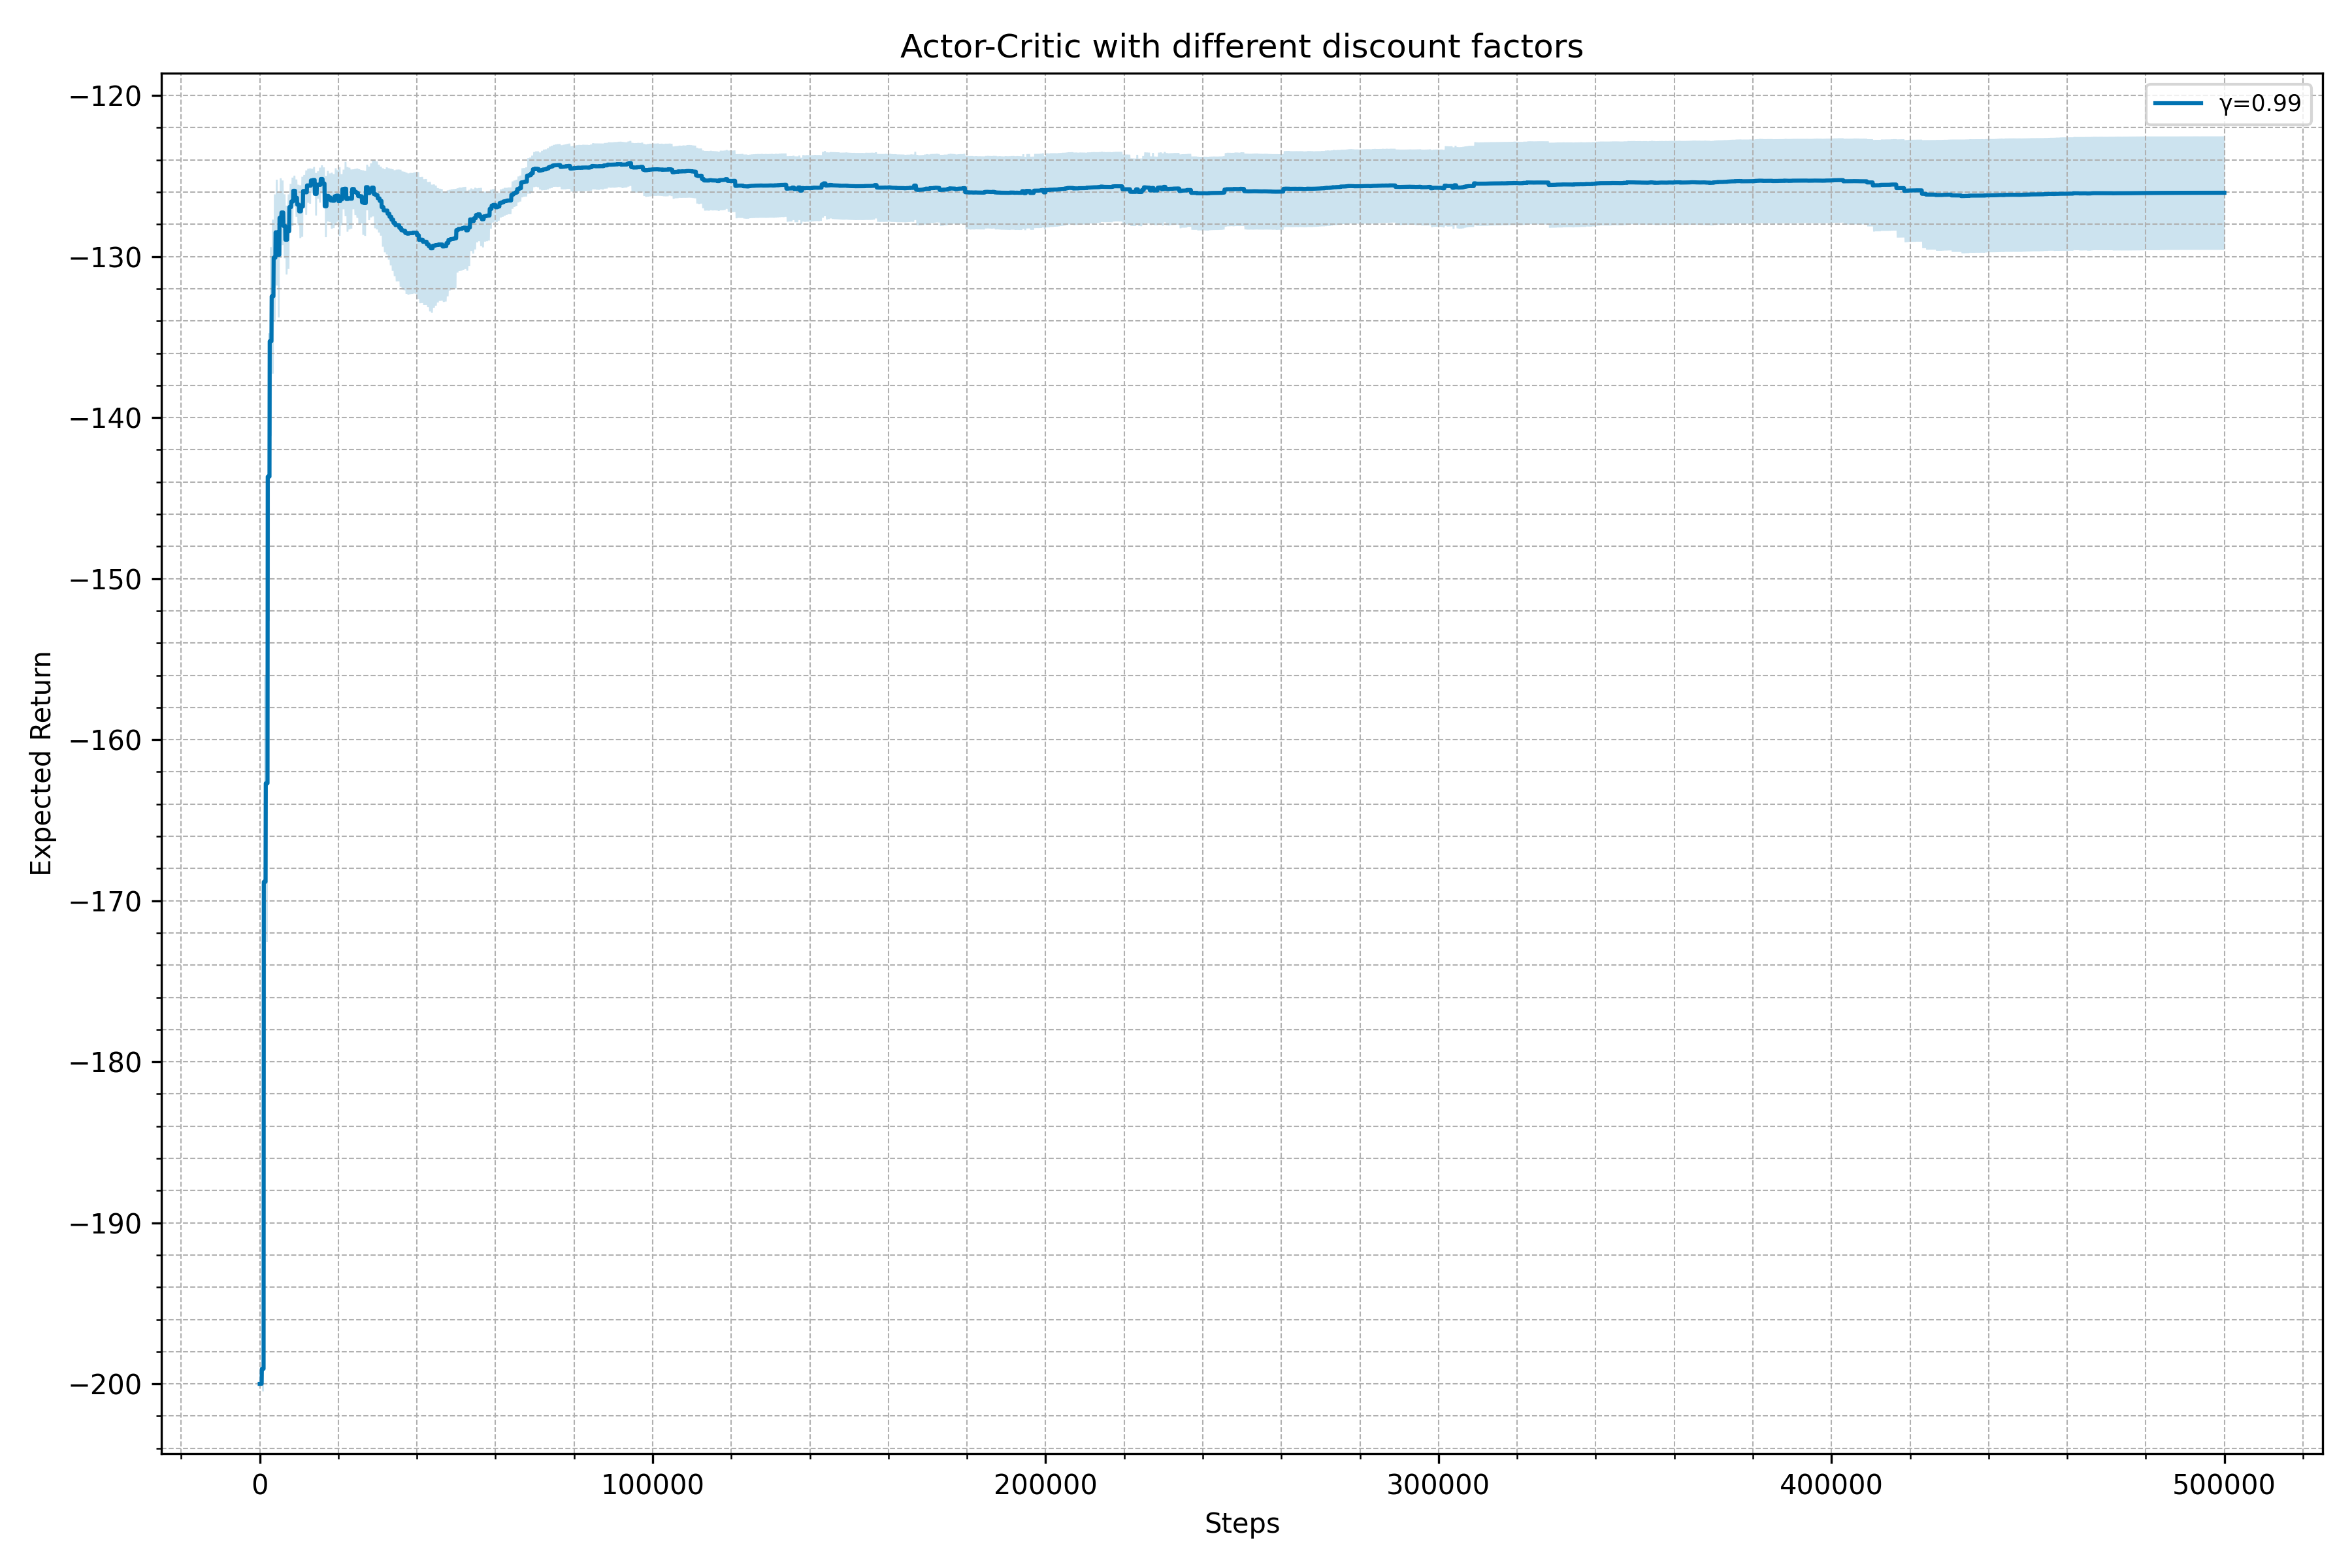 Actor-Critic with different discount factors
γ=0.99
−120
−130
−140
−150
−160
−170
−180
−190
−200
Expected Return
0 100000 200000 300000 400000 500000
Steps